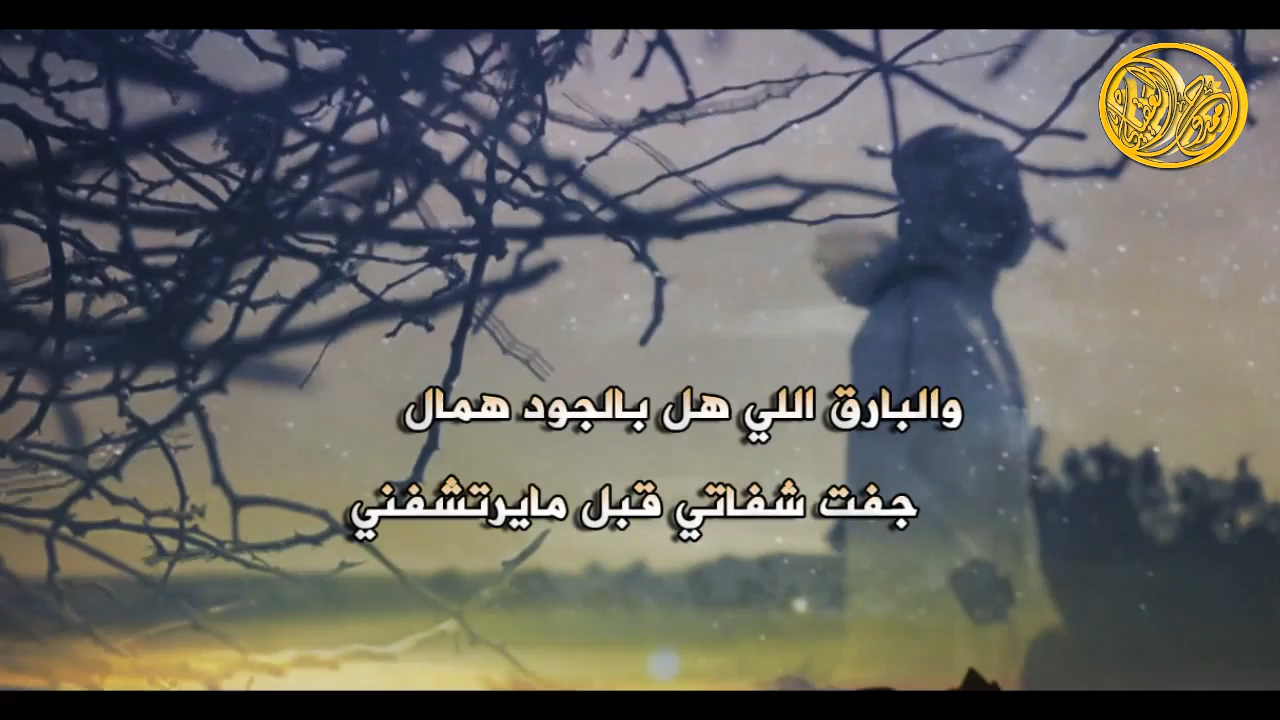 والبارق اللي هل بالجود همال
جفت شفاتي قبل مايرتشفني